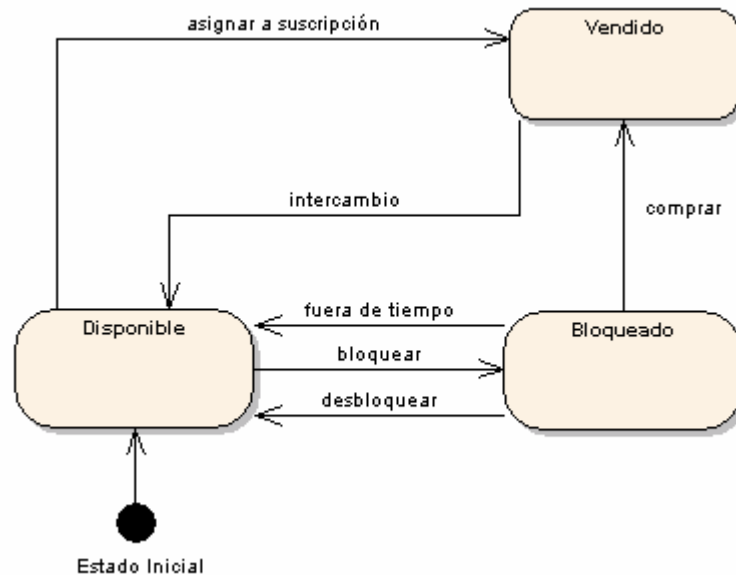 asignar a suscripción
Vendido
intercambio
comprar
fuera de tiempo
Disponible
Bloqueado
bloquear
desbloquear
Estado Inicial